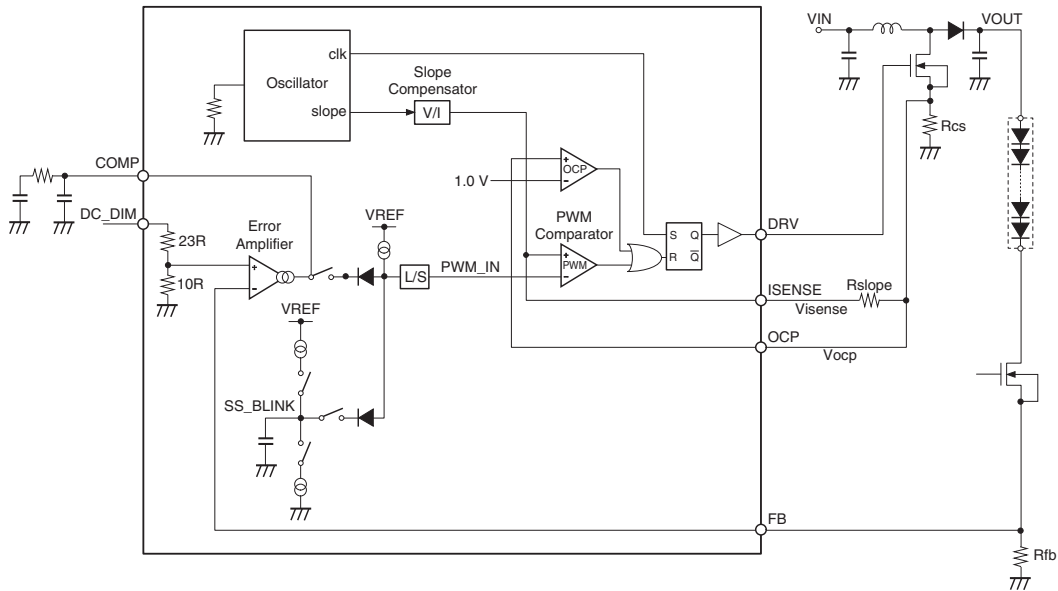 VIN
VOUT
clk
Oscillator
Slope
Compensator
slope
V/I
Rcs
COMP
+
OCP
−
1.0 V
DC_DIM
VREF
PWM
Comparator
S Q
R Q
DRV
23R
Error
Amplifier
+
−
10R
L/S
PWM_IN
+
PWM
−
ISENSE
Rslope
Visense
VREF
OCP
Vocp
SS_BLINK
FB
Rfb